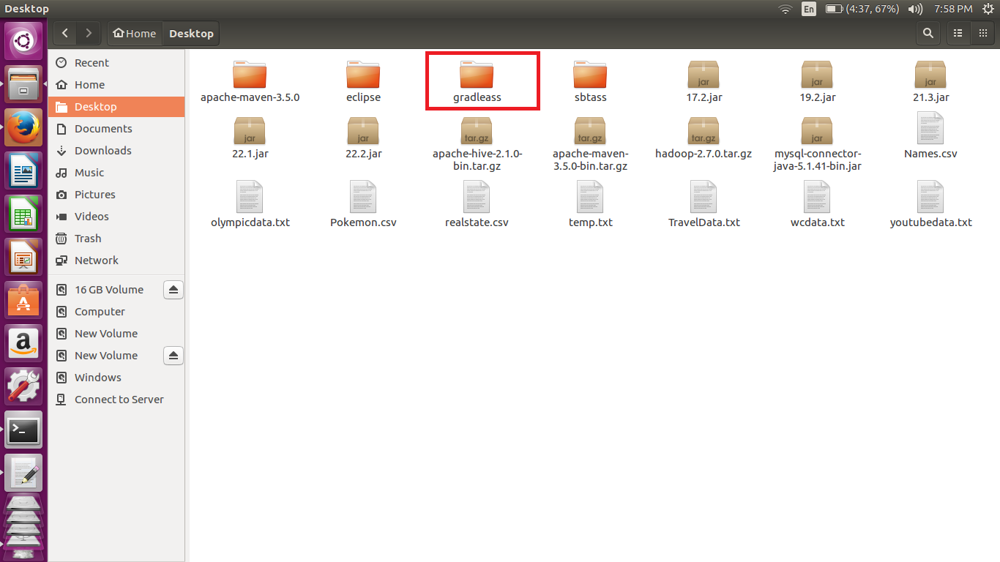 Desktop
En
(4:37, 67%)
7:58 PM
Home
Desktop
Recent
Home
Desktop
Documents
Downloads
Music
Pictures
Videos
Trash
Network
16 GB Volume
Computer
New Volume
New Volume
Windows
Connect to Server
apache-maven-3.5.0
eclipse
gradleass
sbtass
jar
17.2.jar
jar
19.2.jar
jar
21.3.jar
jar
22.1.jar
jar
22.2.jar
tar.gz
apache-hive-2.1.0-
bin.tar.gz
tar.gz
apache-maven-
3.5.0-bin.tar.gz
tar.gz
hadoop-2.7.0.tar.gz
jar
mysql-connector-
java-5.1.41-bin.jar
Names.csv
olympicdata.txt
Pokemon.csv
realstate.csv
temp.txt
TravelData.txt
wcdata.txt
youtubedata.txt